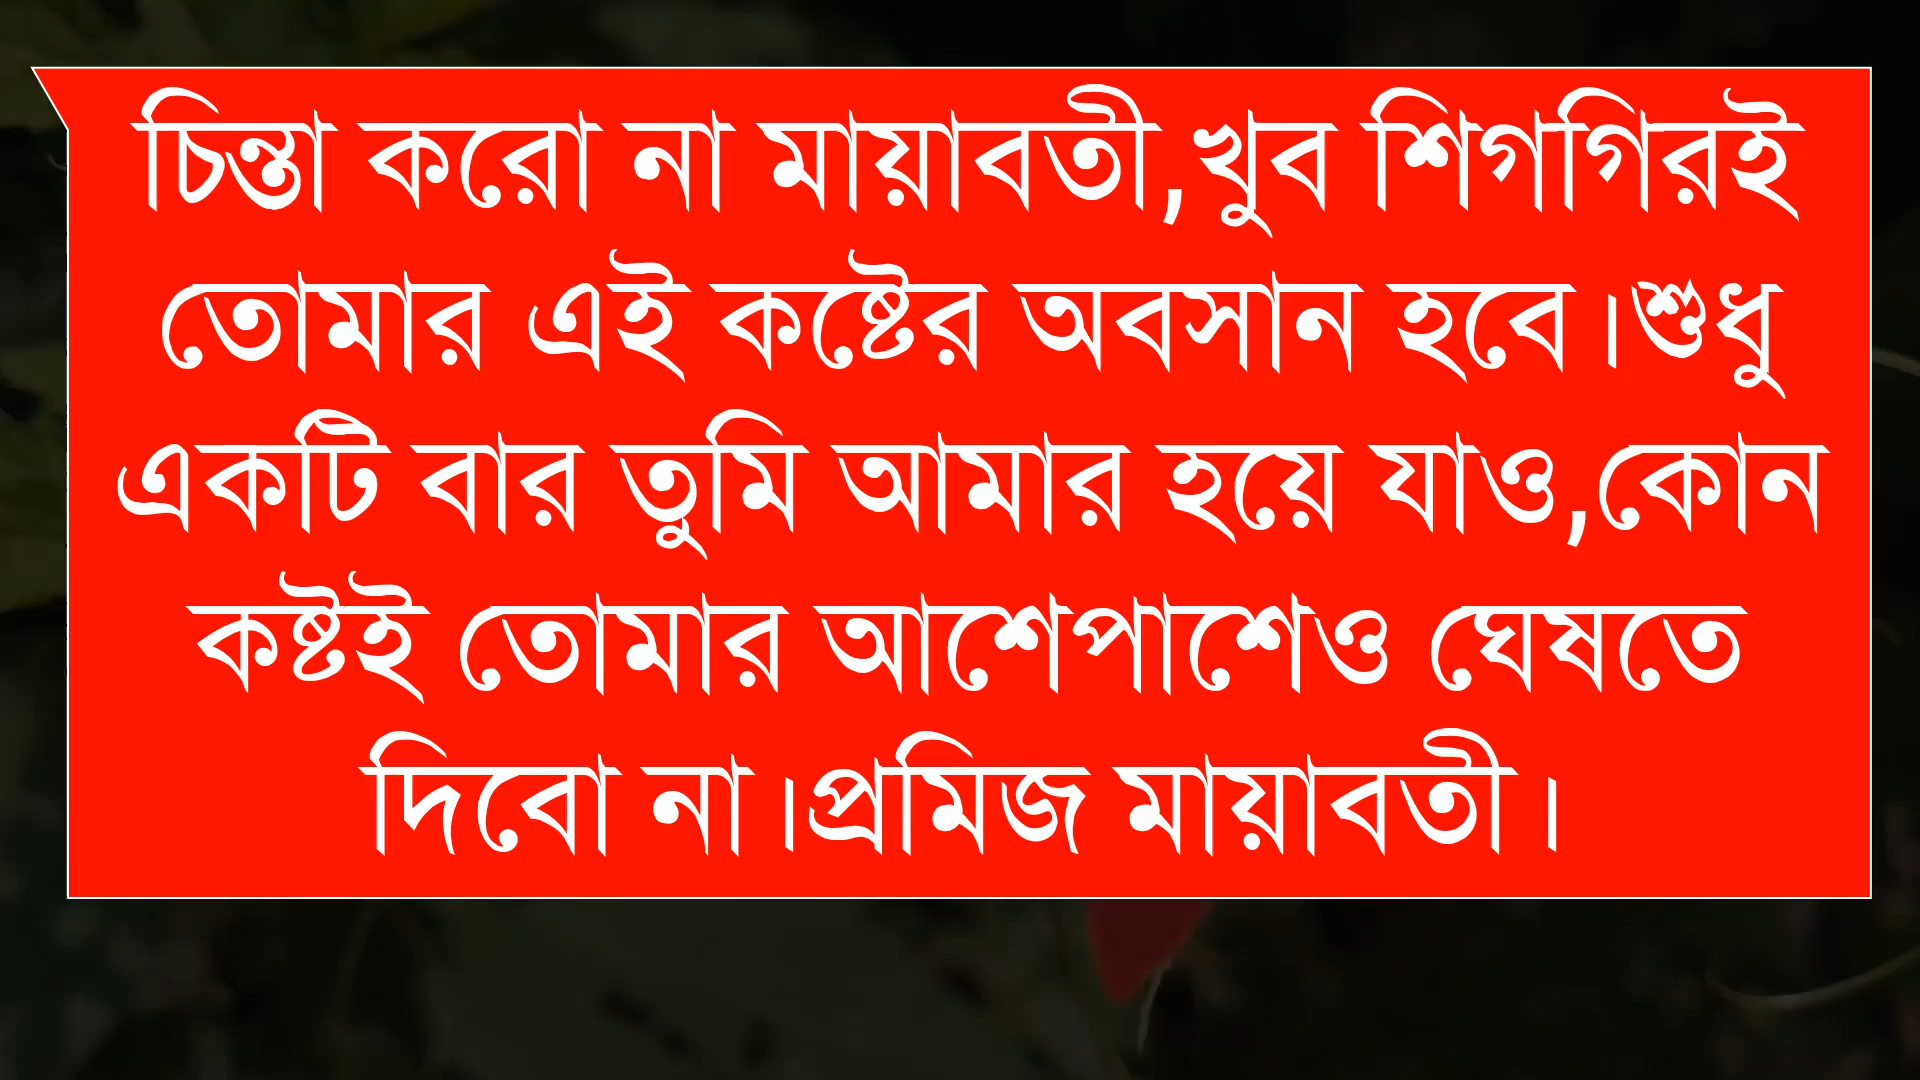 চিন্তা করো না মায়াবতী,খুব শিগগিরই
তোমার এই কষ্টের অবসান হবে।শুধু
একটি বার তুমি আমার হয়ে যাও,কোন
কষ্টই তোমার আশেপাশেও ঘেষতে
দিবো না।প্রমিজ মায়াবতী।